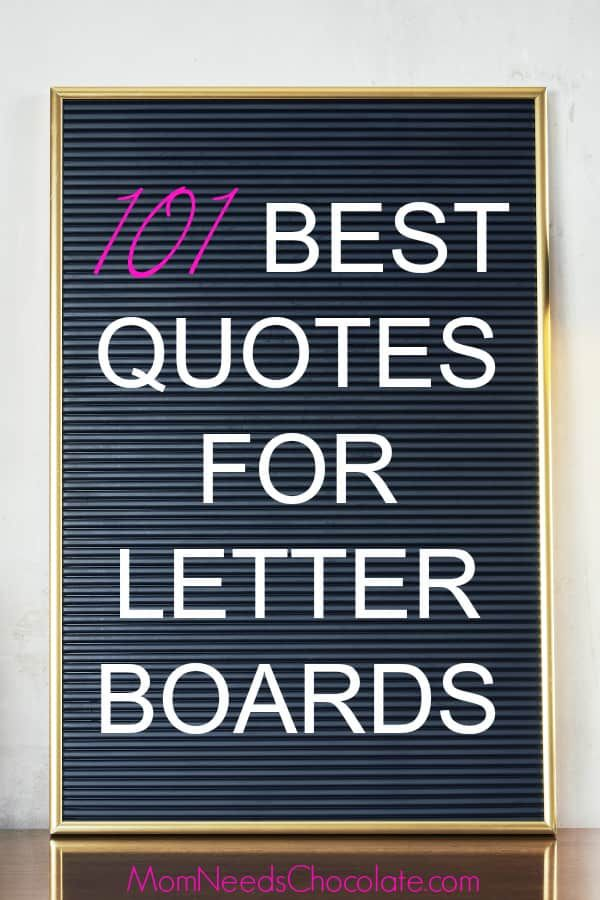 101 BEST
QUOTES
FOR
LETTER
BOARDS
MomNeedsChocolate.com